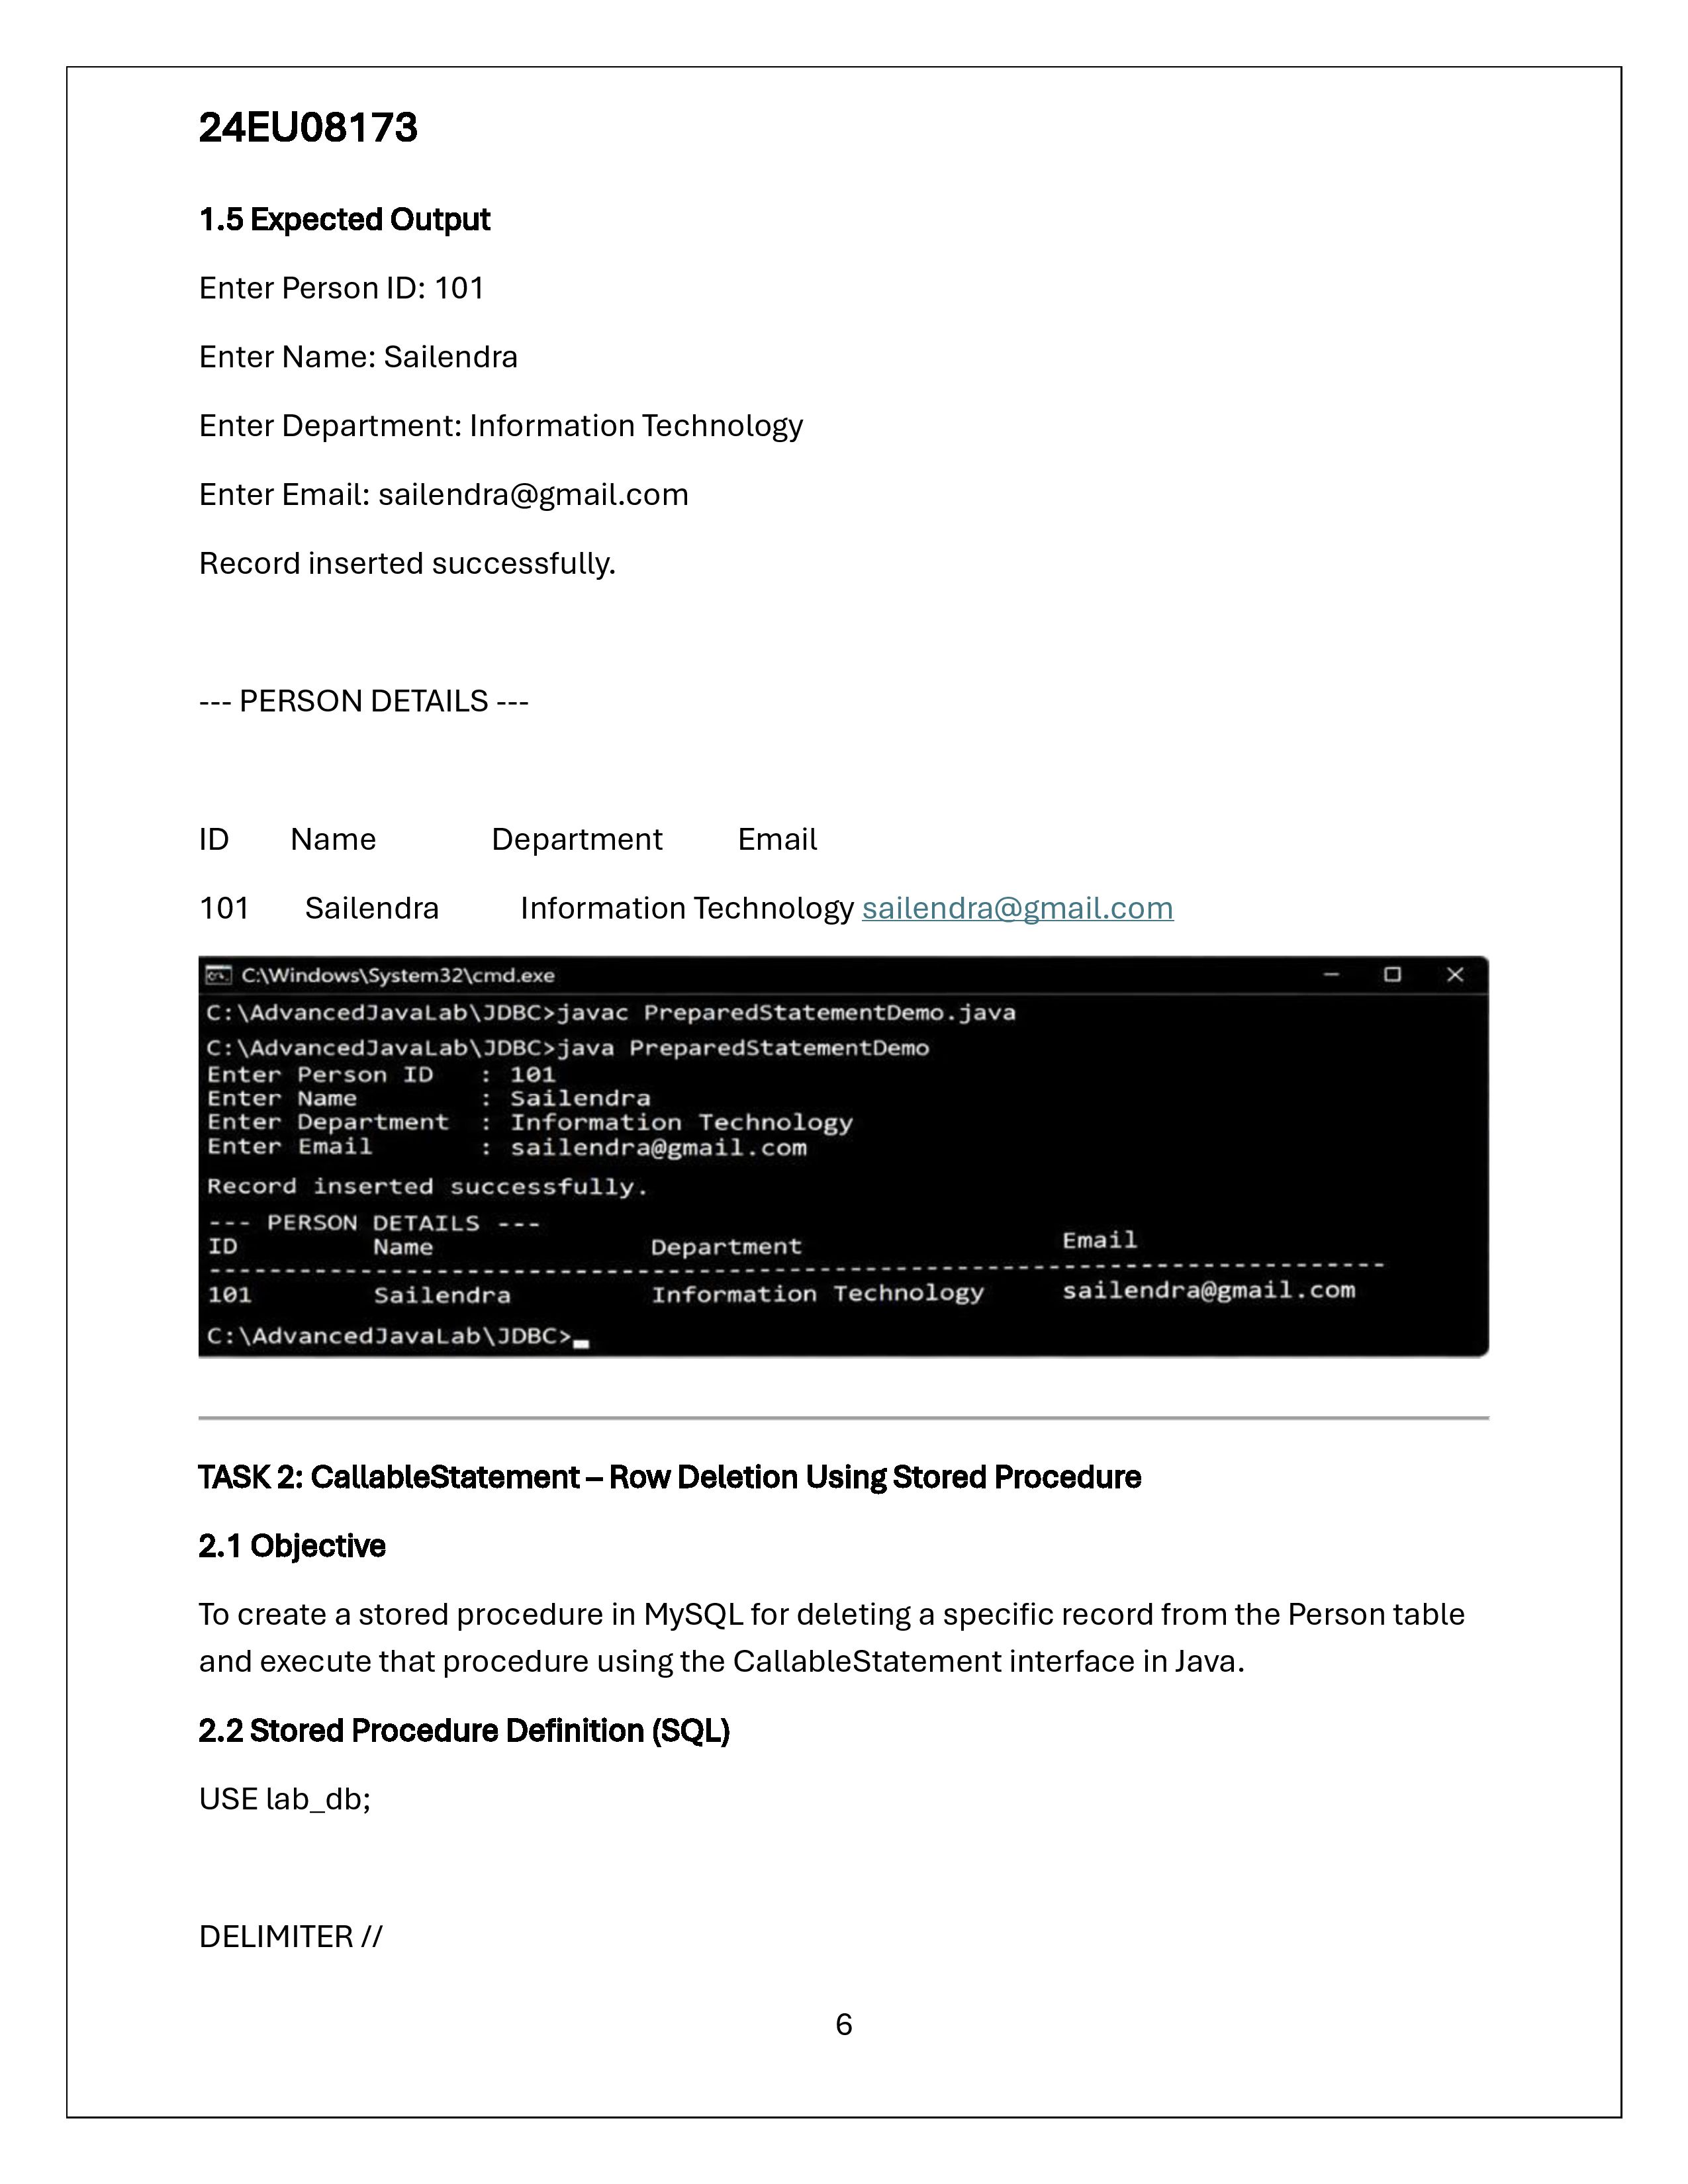 24EU08173
1.5 Expected Output
Enter Person ID: 101
Enter Name: Sailendra
Enter Department: Information Technology
Enter Email: sailendra@gmail.com
Record inserted successfully.
--- PERSON DETAILS ---
ID Name Department Email
101 Sailendra Information Technology sailendra@gmail.com
C:\Windows\System32\cmd.exe
C:\AdvancedJavaLab\JDBC>javac PreparedStatementDemo.java
C:\AdvancedJavaLab\JDBC>java PreparedStatementDemo
Enter Person ID : 101
Enter Name : Sailendra
Enter Department : Information Technology
Enter Email : sailendra@gmail.com
Record inserted successfully.
--- PERSON DETAILS ---
ID Name Department Email
--------------------------------------------------------------------------------
101 Sailendra Information Technology sailendra@gmail.com
C:\AdvancedJavaLab\JDBC>
TASK 2: CallableStatement – Row Deletion Using Stored Procedure
2.1 Objective
To create a stored procedure in MySQL for deleting a specific record from the Person table
and execute that procedure using the CallableStatement interface in Java.
2.2 Stored Procedure Definition (SQL)
USE lab_db;
DELIMITER //
6